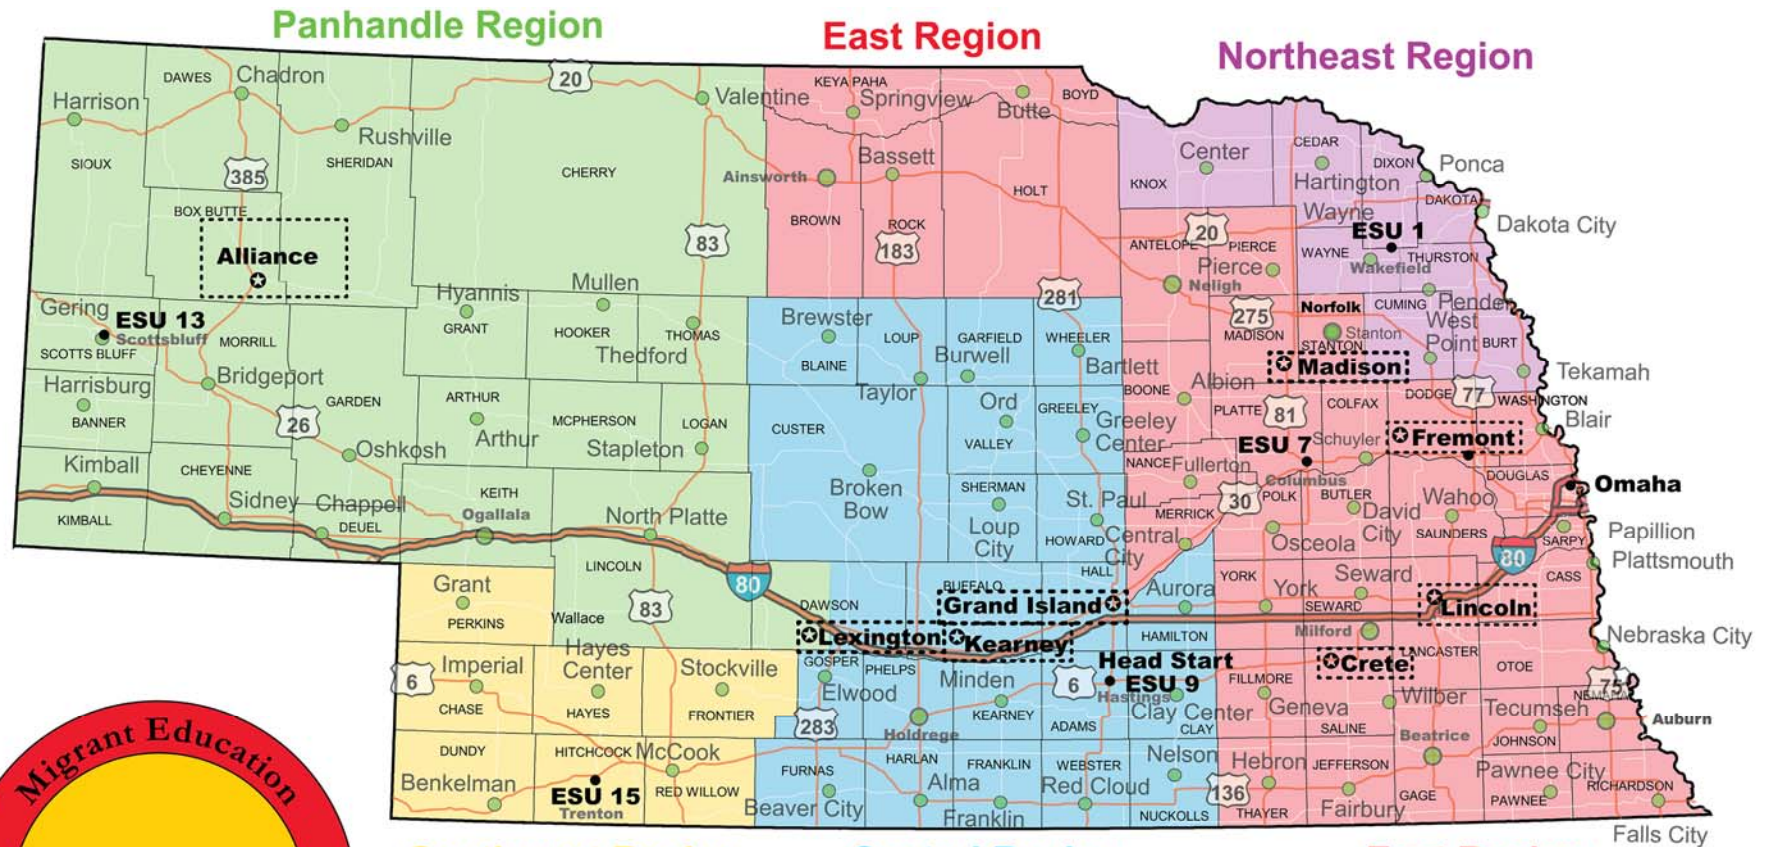 Panhandle Region
East Region
Northeast Region
DAWES
Chadron
20
KEYA PAHA
BOYD
Harrison
Valentine
Springview
Butte
Rushville
CEDAR
SIOUX
385
SHERIDAN
CHERRY
Ainsworth
Bassett
HOLT
Center
KNOX
Hartington
DIXON
Ponca
BOX BUTTE
BROWN
ROCK
Wayne
DAKOTA
Dakota City
Alliance
83
183
ANTELOPE
20
PIERCE
ESU 1
WAYNE
THURSTON
Wakefield
Pierce
Neligh
Hyannis
Mullen
281
Gering
ESU 13
Scottsbluff
GRANT
HOOKER
THOMAS
Thedford
Brewster
LOUP
GARFIELD
WHEELER
275
Norfolk
CUMING
Pender
MORRILL
SCOTTS BLUFF
BLAINE
Burwell
Bartlett
MADISON
Stanton
STANTON
West
Point
BURT
Harrisburg
Bridgeport
Taylor
Madison
Tekamah
BANNER
GARDEN
ARTHUR
MCPHERSON
LOGAN
CUSTER
Ord
GREELEY
BOONE
Albion
PLATTE
81
COLFAX
DODGE
77
WASHINGTON
26
Arthur
Stapleton
VALLEY
Greeley
Center
Blair
Kimball
CHEYENNE
Oshkosh
NANCE
Fullerton
ESU 7
Schuyler
Fremont
Columbus
DOUGLAS
Omaha
KIMBALL
Sidney
Chappell
DEUEL
KEITH
Ogallala
North Platte
Broken
Bow
SHERMAN
Loup
City
St. Paul
HOWARD
MERRICK
Central
City
30
POLK
BUTLER
David
City
Wahoo
SAUNDERS
Osceola
80
SARPY
Papillion
Plattsmouth
LINCOLN
80
HALL
Grant
PERKINS
Wallace
83
DAWSON
BUFFALO
Grand Island
Aurora
YORK
York
Seward
SEWARD
CASS
Lincoln
Lexington
Kearney
HAMILTON
Milford
Nebraska City
6
Imperial
Hayes
Center
Stockville
GOSPER
PHELPS
Elwood
Minden
6
Head Start
ESU 9
Hastings
FILLMORE
Crete
LANCASTER
OTOE
75
NEMAHA
CHASE
HAYES
FRONTIER
283
Holdrege
KEARNEY
ADAMS
Clay Center
CLAY
Geneva
SALINE
Wilber
Tecumseh
JOHNSON
Auburn
DUNDY
HITCHCOCK
McCook
Beatrice
Benkelman
ESU 15
Trenton
RED WILLOW
FURNAS
Beaver City
HARLAN
Alma
FRANKLIN
Franklin
WEBSTER
Red Cloud
Nelson
NUCKOLLS
136
Hebron
THAYER
JEFFERSON
Fairbury
GAGE
Pawnee City
PAWNEE
RICHARDSON
Falls City
Migrant Education